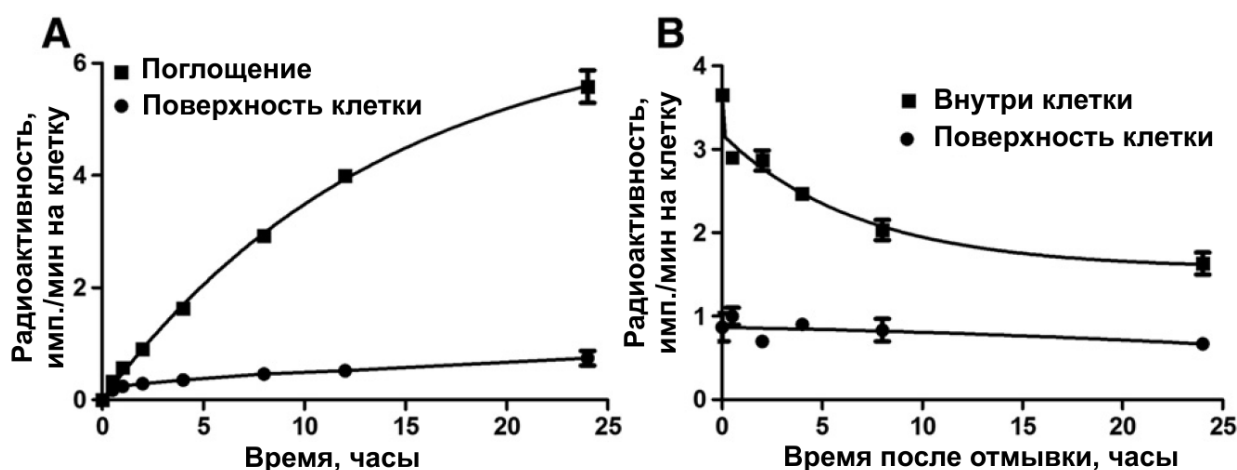 A
Поглощение
Поверхность клетки
Радиоактивность,
имп./мин на клетку
6
4
2
0
0 5 10 15 20 25
Время, часы
B
Внутри клетки
Поверхность клетки
Радиоактивность,
имп./мин на клетку
4
3
2
1
0
0 5 10 15 20 25
Время после отмывки, часы